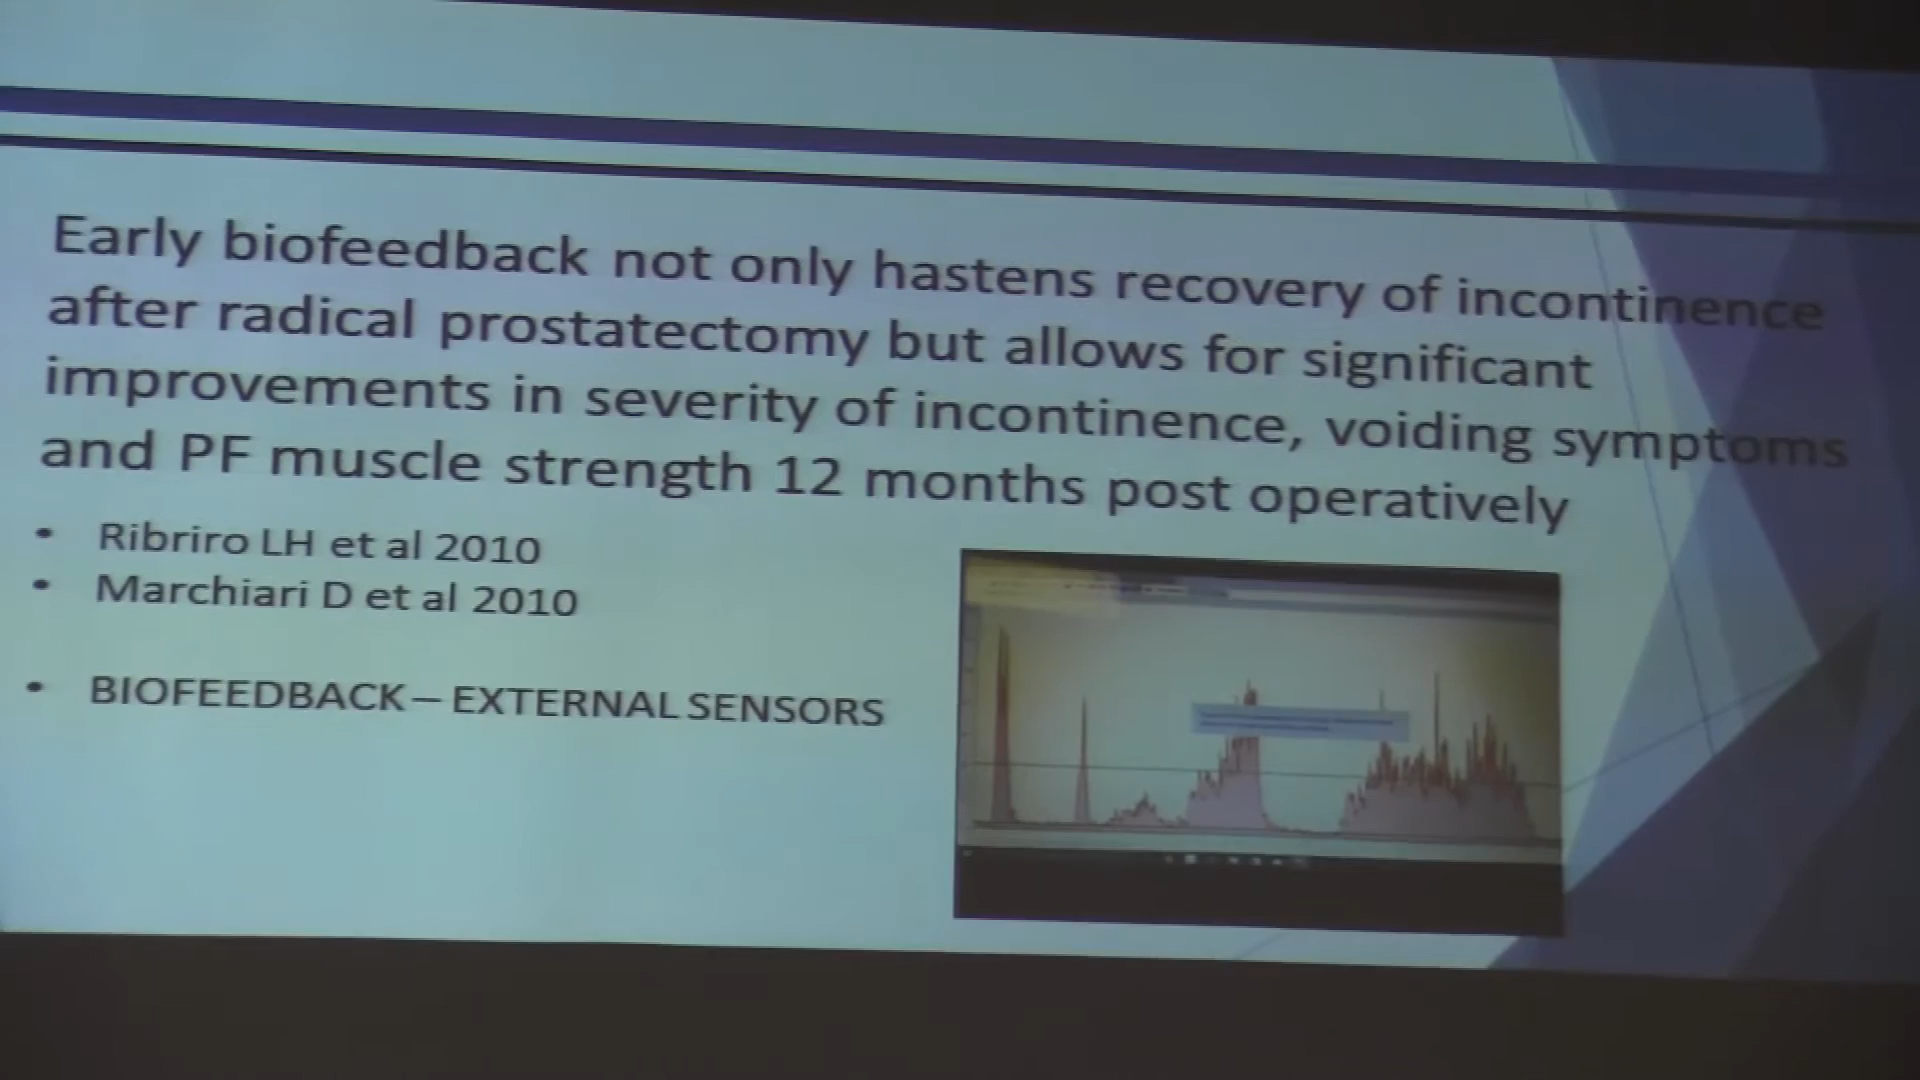 Early biofeedback not only hastens recovery of incontinence
after radical prostatectomy but allows for significant
improvements in severity of incontinence, voiding symptoms
and PF muscle strength 12 months post operatively
• Ribriro LH et al 2010
• Marchiari D et al 2010
• BIOFEEDBACK – EXTERNAL SENSORS